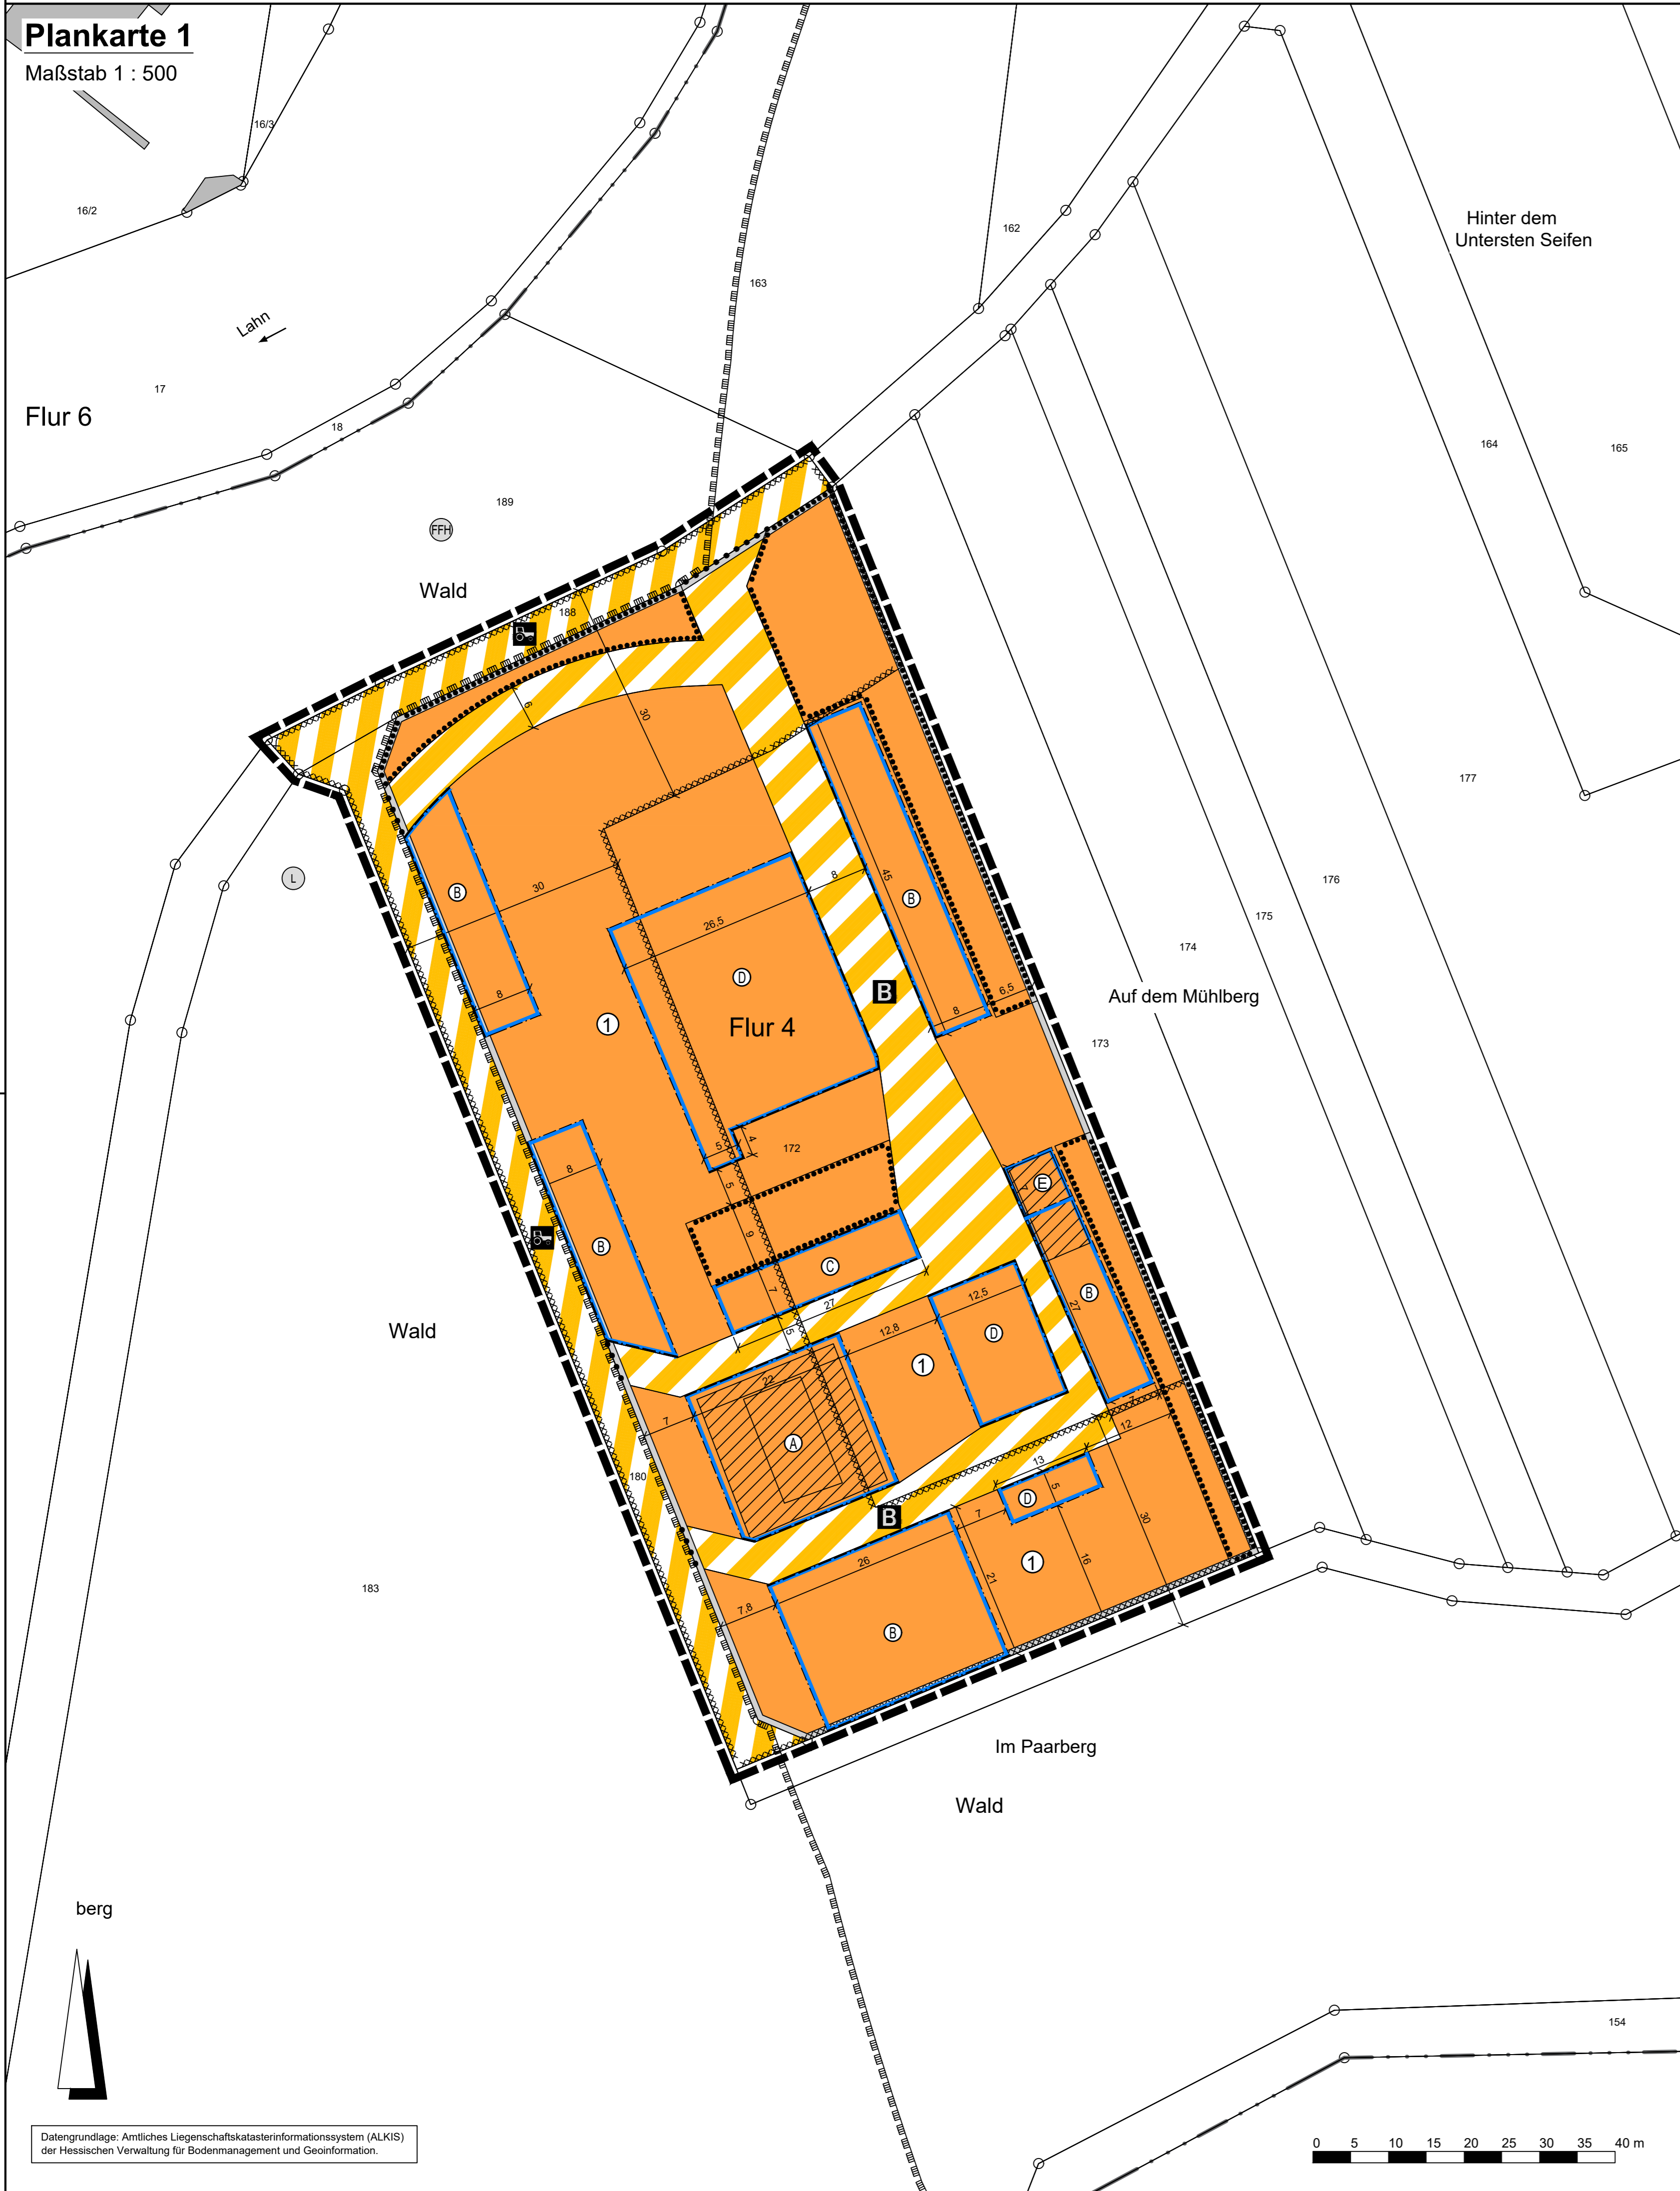 Plankarte 1
Maßstab 1 : 500
16/3
16/2
162
Hinter dem
Untersten Seifen
163
Lahn
17
Flur 6
18
164
165
189
FFH
Wald
188
6
30
177
L
B
30
45
B
8
176
26,5
175
D
174
B
8
1
Flur 4
8
6,5
Auf dem Mühlberg
173
4
5
172
8
5
E
7
9
B
C
B
7
27
27
12,5
5
12,8
D
Wald
1
22
7
7
12
A
13
180
D
5
B
7
30
26
16
1
21
183
7,8
B
Im Paarberg
Wald
berg
154
Datengrundlage: Amtliches Liegenschaftskatasterinformationssystem (ALKIS)
der Hessischen Verwaltung für Bodenmanagement und Geoinformation.
0 5 10 15 20 25 30 35 40 m